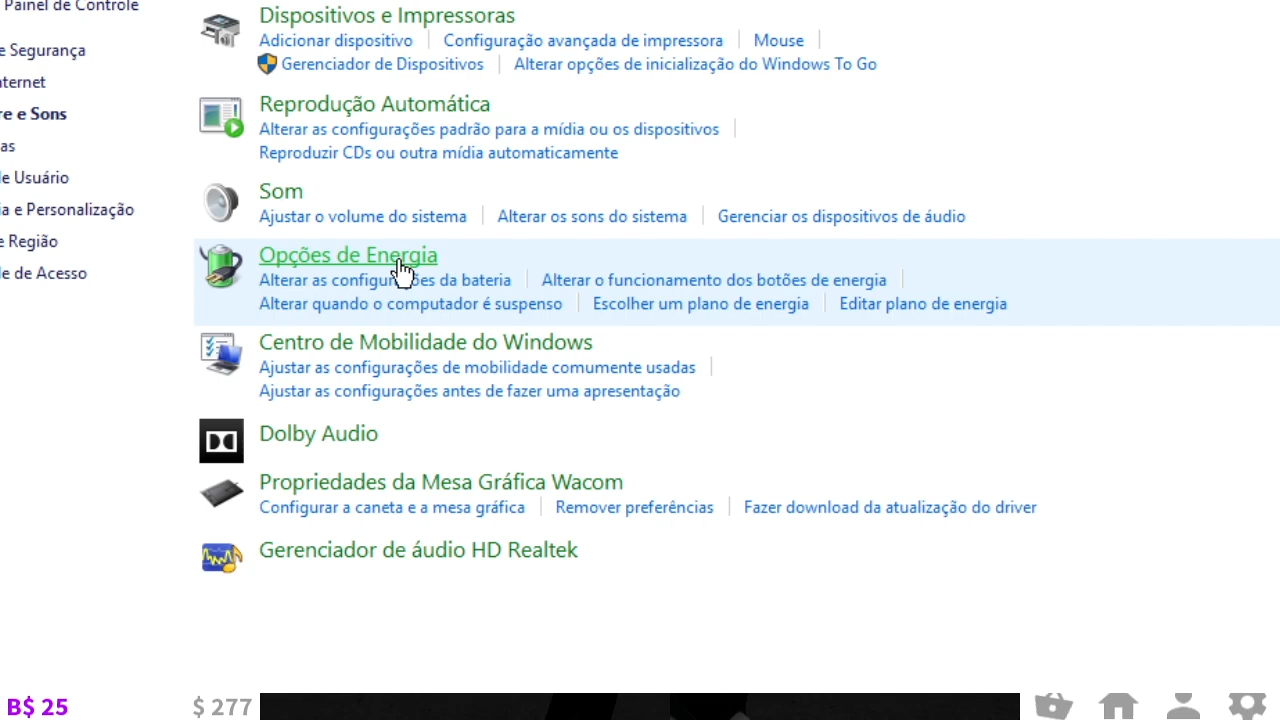 Painel de Controle
e Segurança
nternet
re e Sons
as
e Usuário
ia e Personalização
e Região
de Acesso
Dispositivos e Impressoras
Adicionar dispositivo | Configuração avançada de impressora | Mouse |
Gerenciador de Dispositivos | Alterar opções de inicialização do Windows To Go
Reprodução Automática
Alterar as configurações padrão para a mídia ou os dispositivos |
Reproduzir CDs ou outra mídia automaticamente
Som
Ajustar o volume do sistema | Alterar os sons do sistema | Gerenciar os dispositivos de áudio
Opções de Energia
Alterar as configurações da bateria | Alterar o funcionamento dos botões de energia |
Alterar quando o computador é suspenso | Escolher um plano de energia | Editar plano de energia
Centro de Mobilidade do Windows
Ajustar as configurações de mobilidade comumente usadas |
Ajustar as configurações antes de fazer uma apresentação
Dolby Audio
Propriedades da Mesa Gráfica Wacom
Configurar a caneta e a mesa gráfica | Remover preferências | Fazer download da atualização do driver
Gerenciador de áudio HD Realtek
B$ 25
$ 277